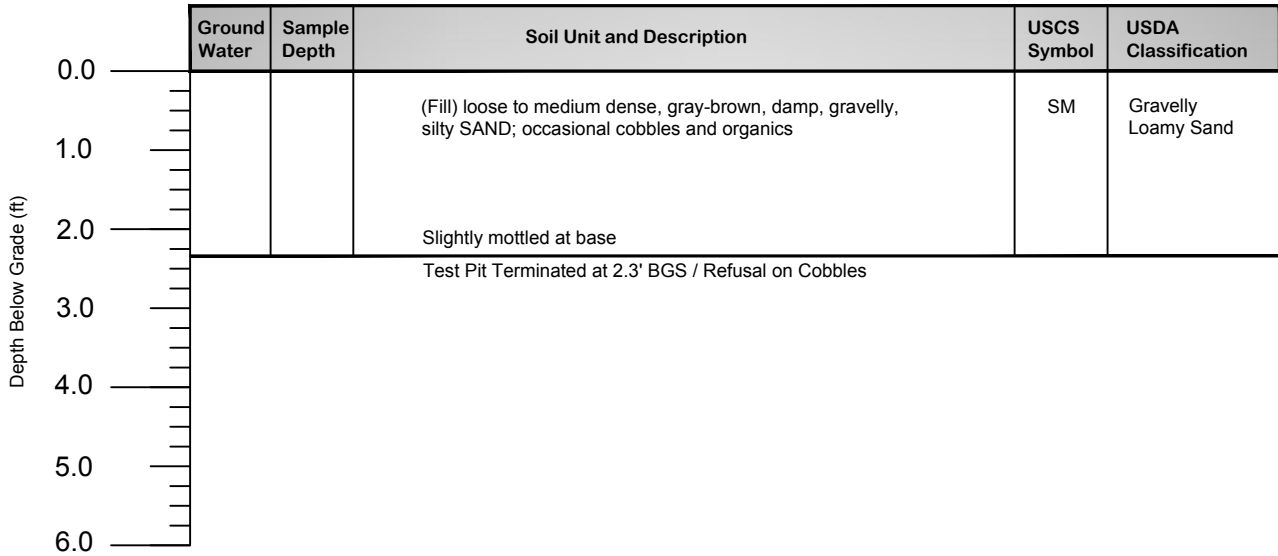 Ground Water
Sample Depth
Soil Unit and Description
USCS Symbol
USDA Classification
0.0
(Fill) loose to medium dense, gray-brown, damp, gravelly,
silty SAND; occasional cobbles and organics
SM
Gravelly
Loamy Sand
1.0
2.0
Slightly mottled at base
Test Pit Terminated at 2.3' BGS / Refusal on Cobbles
3.0
4.0
5.0
6.0
Depth Below Grade (ft)